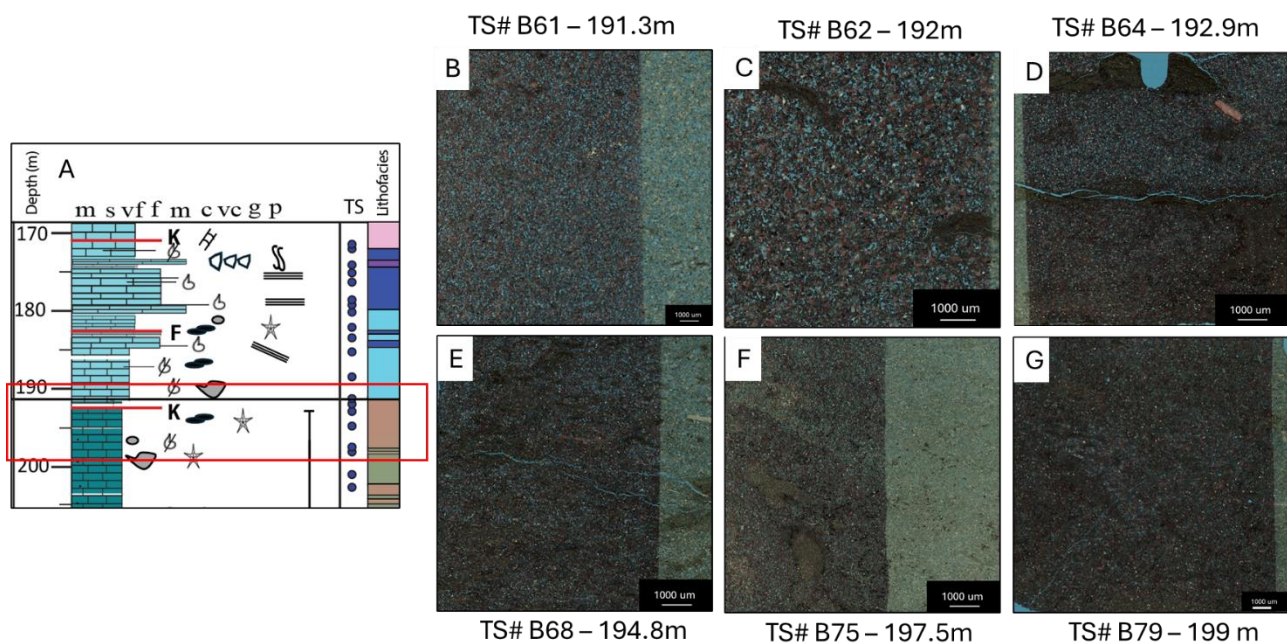 TS# B61 – 191.3m
TS# B62 – 192m
TS# B64 – 192.9m
A
Depth (m)
m s vf f m c vc g p
TS
Lithofacies
170
180
190
200
K
F
K
B
1000 um
C
1000 um
D
1000 um
E
1000 um
F
1000 um
G
1000 um
TS# B68 – 194.8m
TS# B75 – 197.5m
TS# B79 – 199 m